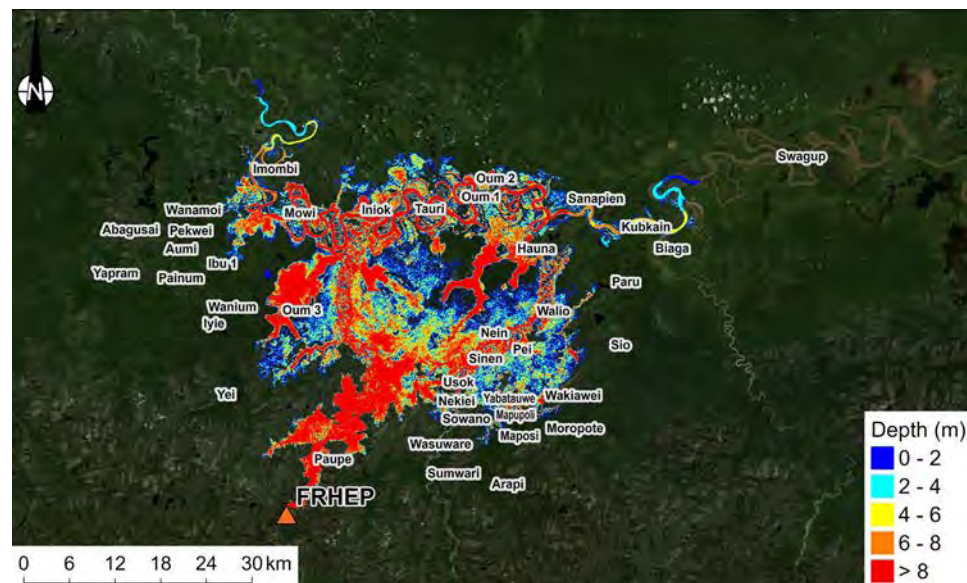 N
Imombi
Swagup
Oum 2
Oum 1
Sanapien
Wanamoi
Mowi
Iniok
Tauri
Abagusai
Pekwei
Kubkain
Aumi
Hauna
Biaga
Ibu 1
Yapram
Painum
Paru
Wanium
Oum 3
Walio
Iyie
Nein
Sio
Pei
Sinen
Usok
Yei
Nekiei
Yabatauwe
Wakiawei
Sowano
Mapupoli
Moropote
Maposi
Wasuware
Paupe
Sumwari
Arapi
FRHEP
Depth (m)
0 - 2
2 - 4
4 - 6
6 - 8
> 8
0 6 12 18 24 30 km